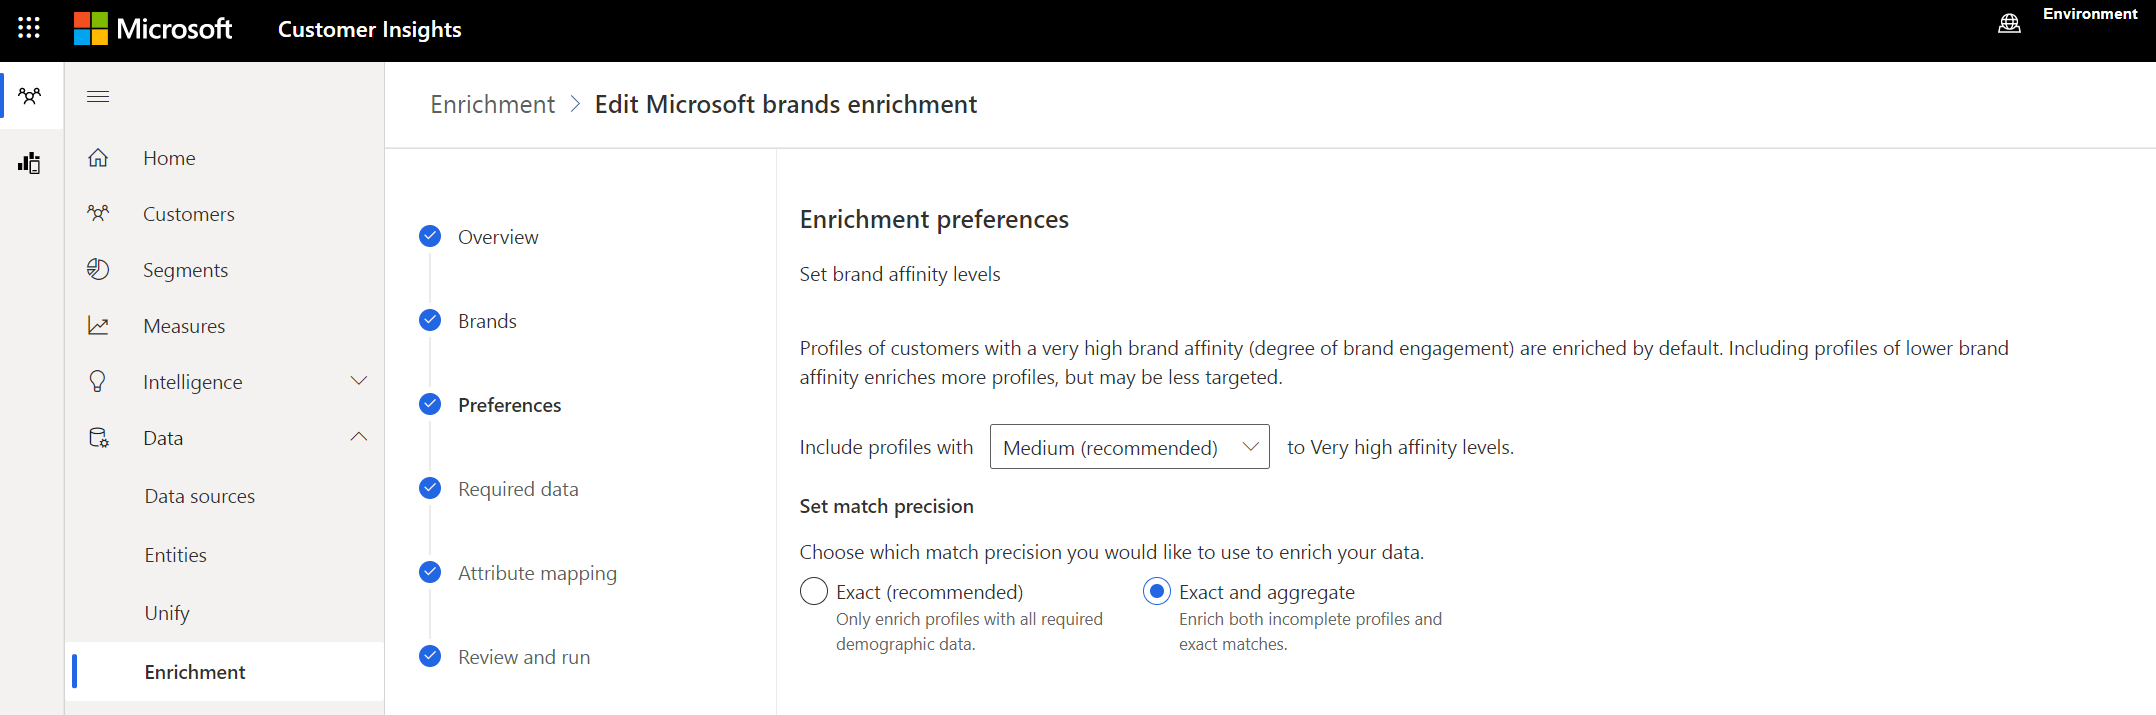 Microsoft Customer Insights Environment
Enrichment > Edit Microsoft brands enrichment
Home
Customers
Segments
Measures
Intelligence
Data
Data sources
Entities
Unify
Enrichment
Overview
Brands
Preferences
Required data
Attribute mapping
Review and run
Enrichment preferences
Set brand affinity levels
Profiles of customers with a very high brand affinity (degree of brand engagement) are enriched by default. Including profiles of lower brand
affinity enriches more profiles, but may be less targeted.
Include profiles with Medium (recommended) to Very high affinity levels.
Set match precision
Choose which match precision you would like to use to enrich your data.
Exact (recommended)
Only enrich profiles with all required
demographic data.
Exact and aggregate
Enrich both incomplete profiles and
exact matches.